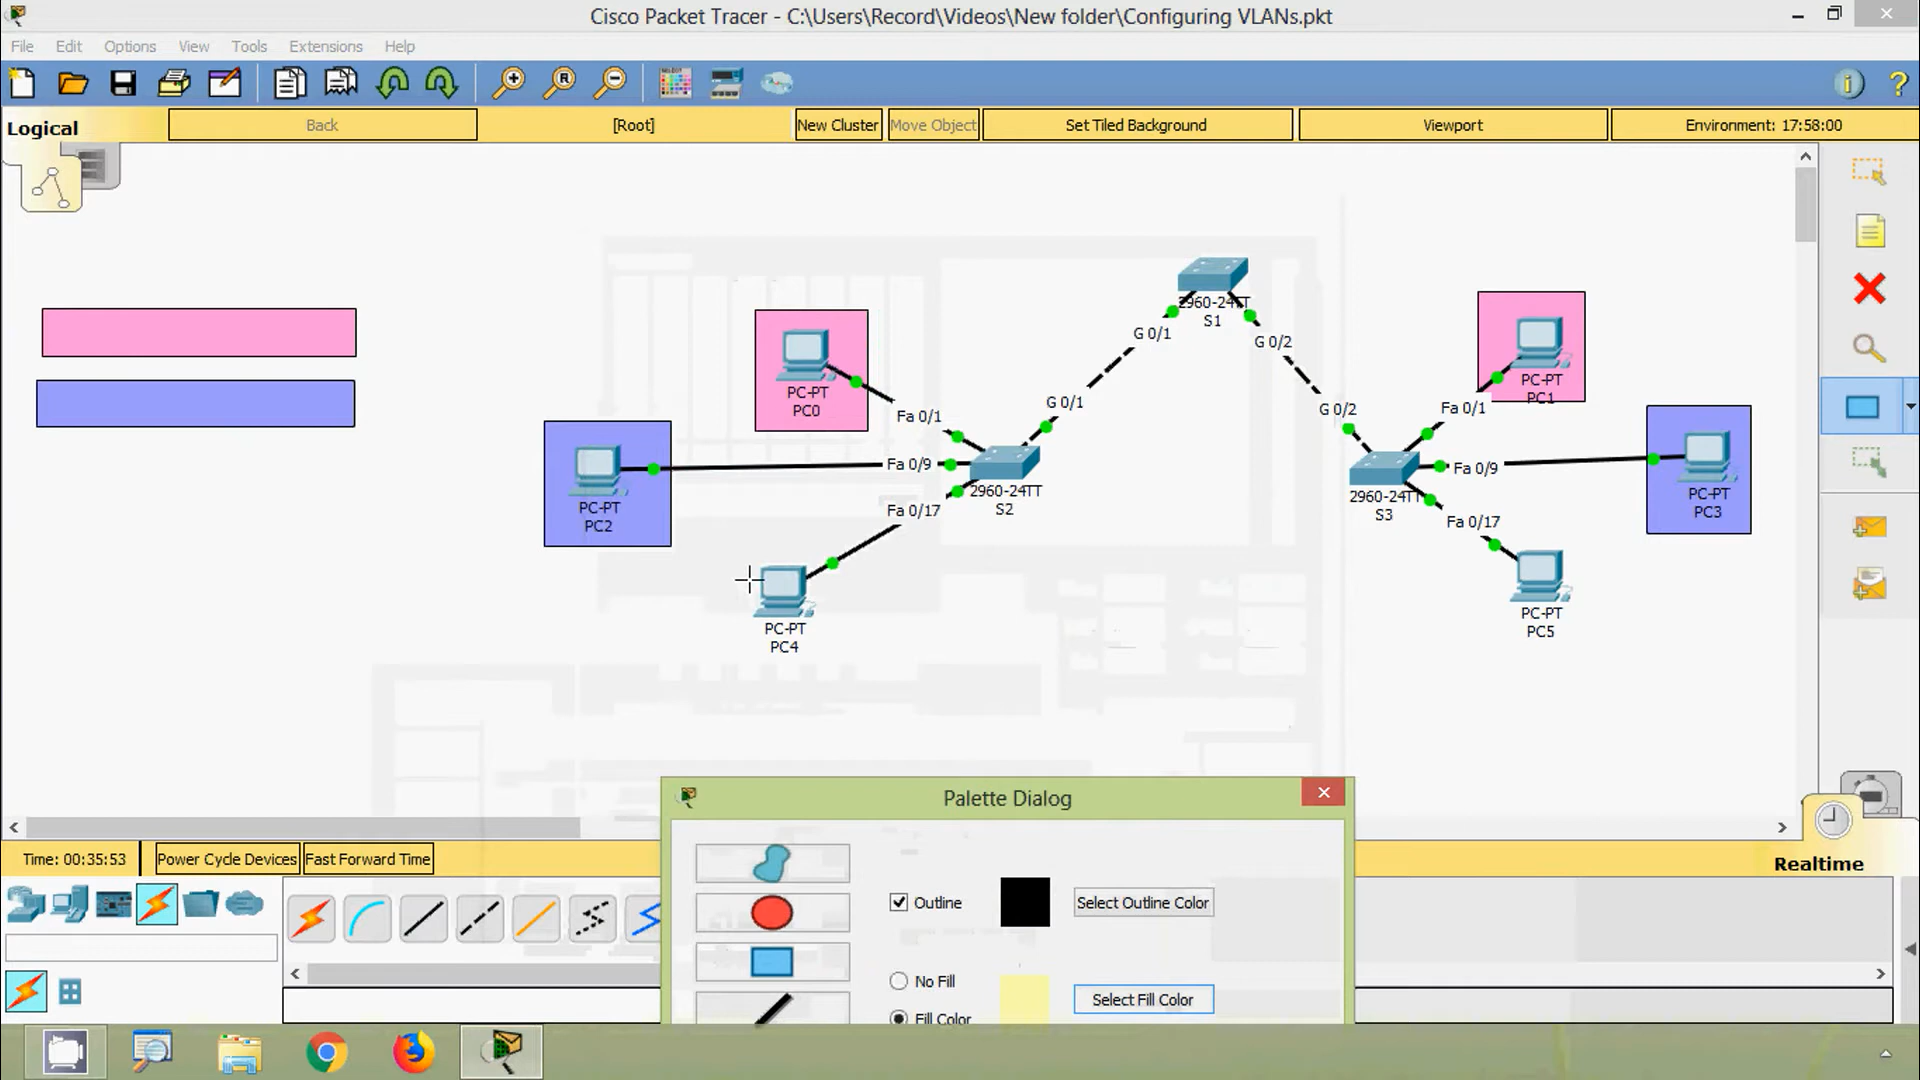 Cisco Packet Tracer - C:\Users\Record\Videos\New folder\Configuring VLANs.pkt
File Edit Options View Tools Extensions Help
Logical
Back
[Root]
New Cluster
Move Object
Set Tiled Background
Viewport
Environment: 17:58:00
2960-24TT
S1
G 0/1
G 0/2
PC-PT
PC0
Fa 0/1
G 0/1
G 0/2
Fa 0/1
PC-PT
PC1
PC-PT
PC2
Fa 0/9
2960-24TT
S2
Fa 0/17
2960-24TT
S3
Fa 0/9
Fa 0/17
PC-PT
PC3
PC-PT
PC4
PC-PT
PC5
Palette Dialog
Time: 00:35:53
Power Cycle Devices
Fast Forward Time
Realtime
Outline
Select Outline Color
No Fill
Fill Color
Select Fill Color